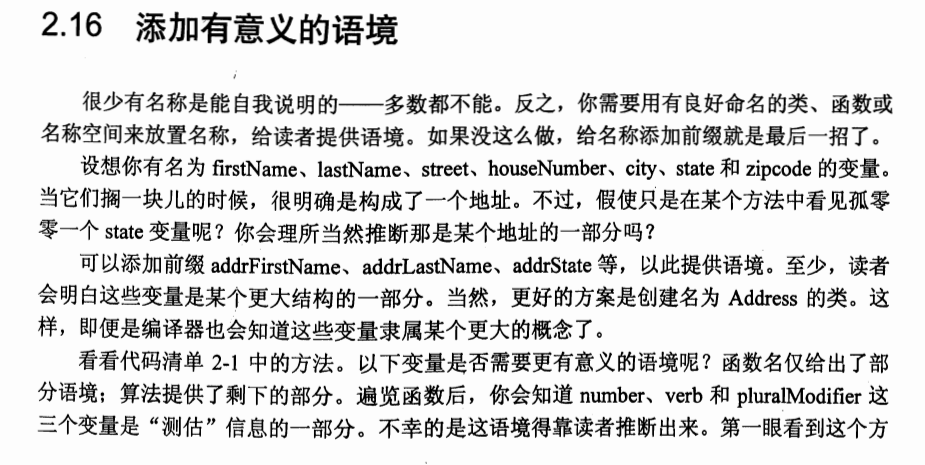 2.16 添加有意义的语境
很少有名称是能自我说明的——多数都不能。反之，你需要用有良好命名的类、函数或
名称空间来放置名称，给读者提供语境。如果没这么做，给名称添加前缀就是最后一招了。
设想你有名为 firstName、lastName、street、houseNumber、city、state 和 zipcode 的变量。
当它们搁一块儿的时候，很明确是构成了一个地址。不过，假使只是在某个方法中看见孤零
零一个 state 变量呢？你会理所当然推断那是某个地址的一部分吗？
可以添加前缀 addrFirstName、addrLastName、addrState 等，以此提供语境。至少，读者
会明白这些变量是某个更大结构的一部分。当然，更好的方案是创建名为 Address 的类。这
样，即便是编译器也会知道这些变量隶属某个更大的概念了。
看看代码清单 2-1 中的方法。以下变量是否需要更有意义的语境呢？函数名仅给出了部
分语境；算法提供了剩下的部分。遍览函数后，你会知道 number、verb 和 pluralModifier 这
三个变量是“测估”信息的一部分。不幸的是这语境得靠读者推断出来。第一眼看到这个方